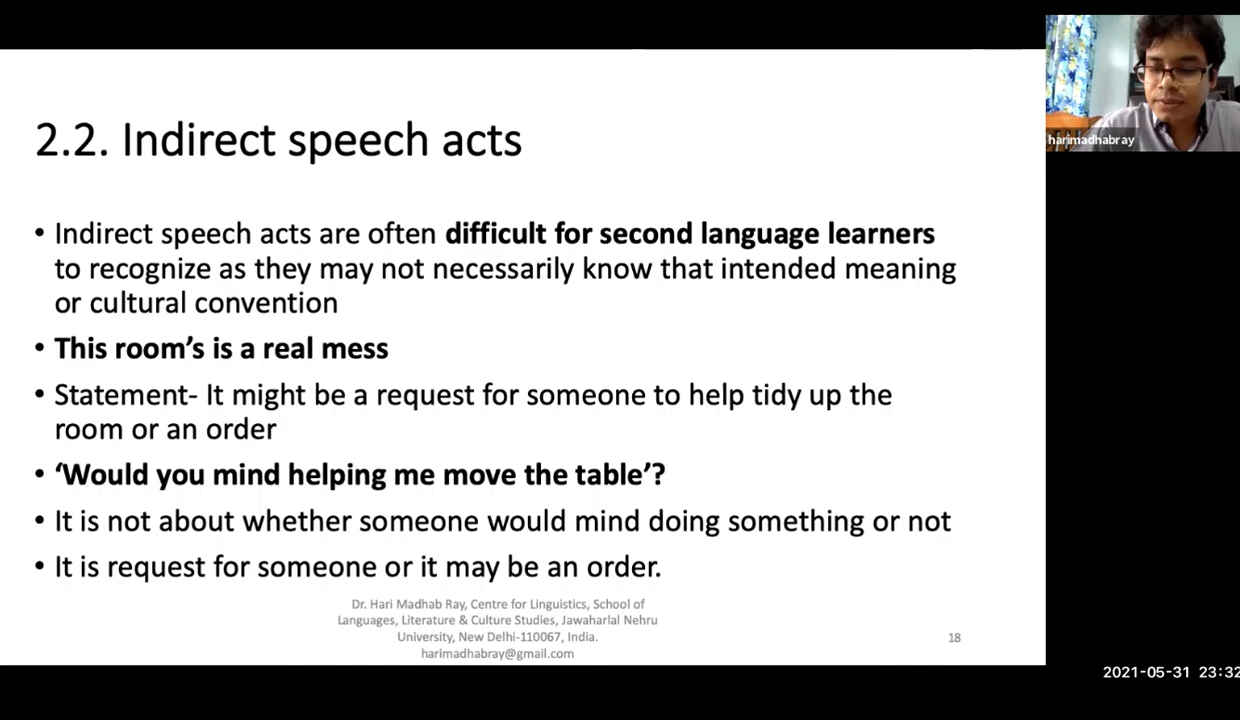 2.2. Indirect speech acts
• Indirect speech acts are often difficult for second language learners
to recognize as they may not necessarily know that intended meaning
or cultural convention
• This room’s is a real mess
• Statement- It might be a request for someone to help tidy up the
room or an order
• ‘Would you mind helping me move the table’?
• It is not about whether someone would mind doing something or not
• It is request for someone or it may be an order.
Dr. Hari Madhab Ray, Centre for Linguistics, School of
Languages, Literature & Culture Studies, Jawaharlal Nehru
University, New Delhi-110067, India.
harimadhabray@gmail.com
18
harimadhabray
2021-05-31 23:32